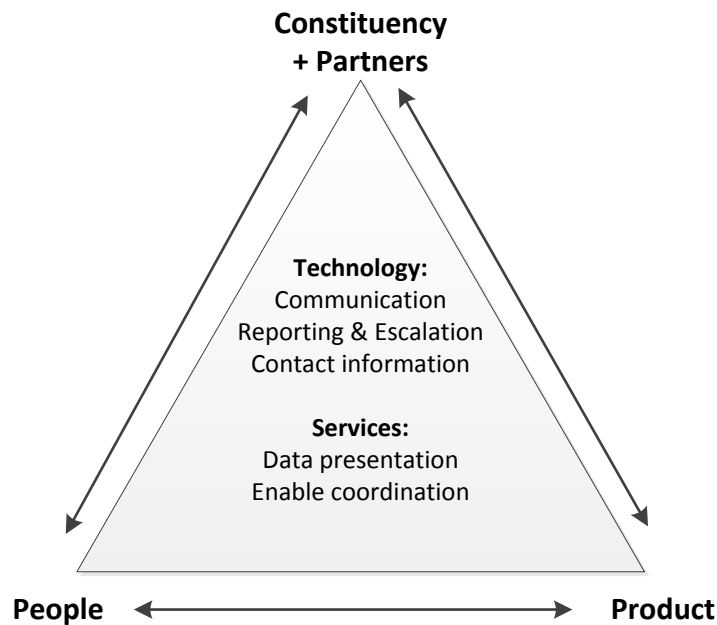 Constituency
+ Partners
Technology:
Communication
Reporting & Escalation
Contact information
Services:
Data presentation
Enable coordination
People
Product